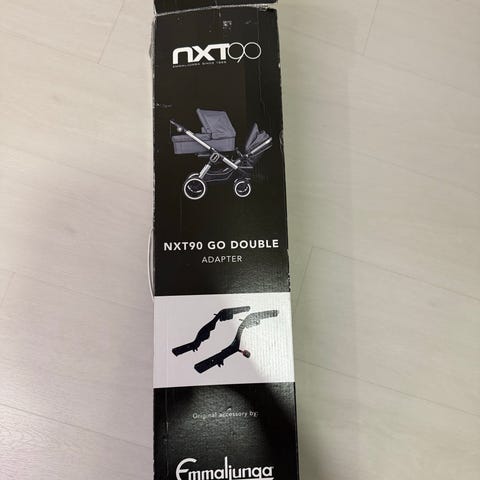 NXT90
EMMALJUNGA SINCE 1925
NXT90 GO DOUBLE
ADAPTER
Original accessory by:
Emmaljunga